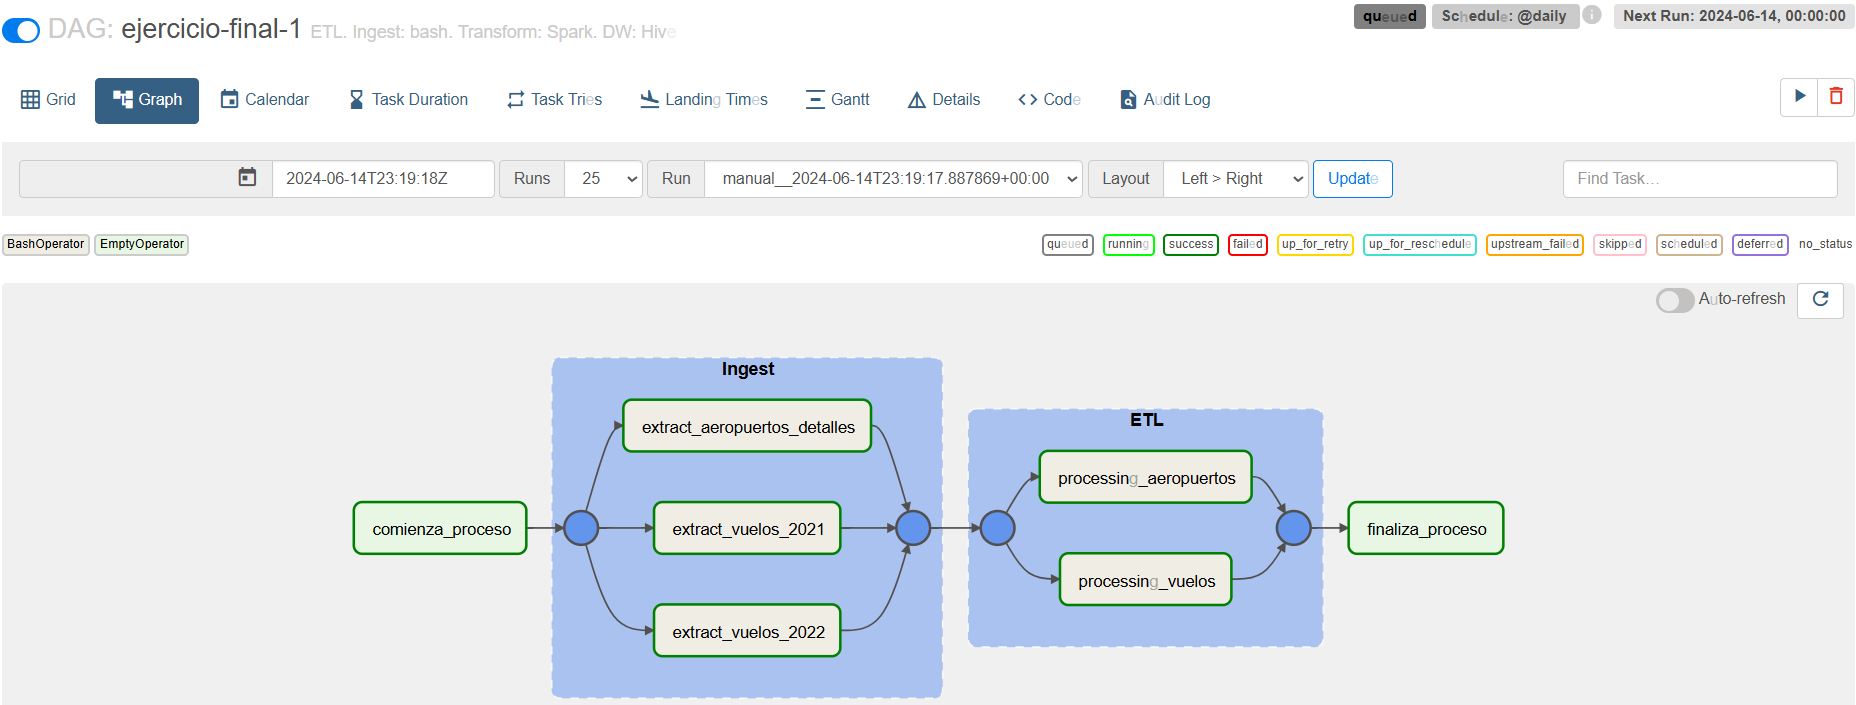 DAG: ejercicio-final-1 ETL. Ingest: bash. Transform: Spark. DW: Hive
queued Schedule: @daily Next Run: 2024-06-14, 00:00:00
Grid Graph Calendar Task Duration Task Tries Landing Times Gantt Details Code Audit Log
2024-06-14T23:19:18Z Runs 25 Run manual__2024-06-14T23:19:17.887869+00:00 Layout Left > Right Update Find Task...
BashOperator EmptyOperator queued running success failed up_for_retry up_for_reschedule upstream_failed skipped scheduled deferred no_status
Auto-refresh
Ingest
ETL
extract_aeropuertos_detalles
processing_aeropuertos
comienza_proceso extract_vuelos_2021 finaliza_proceso
processing_vuelos
extract_vuelos_2022